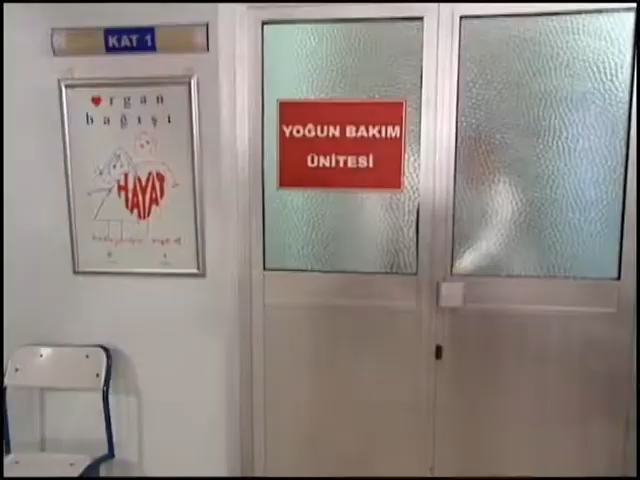 KAT 1
organ
bağışı
HAYAT
YOĞUN BAKIM
ÜNİTESİ